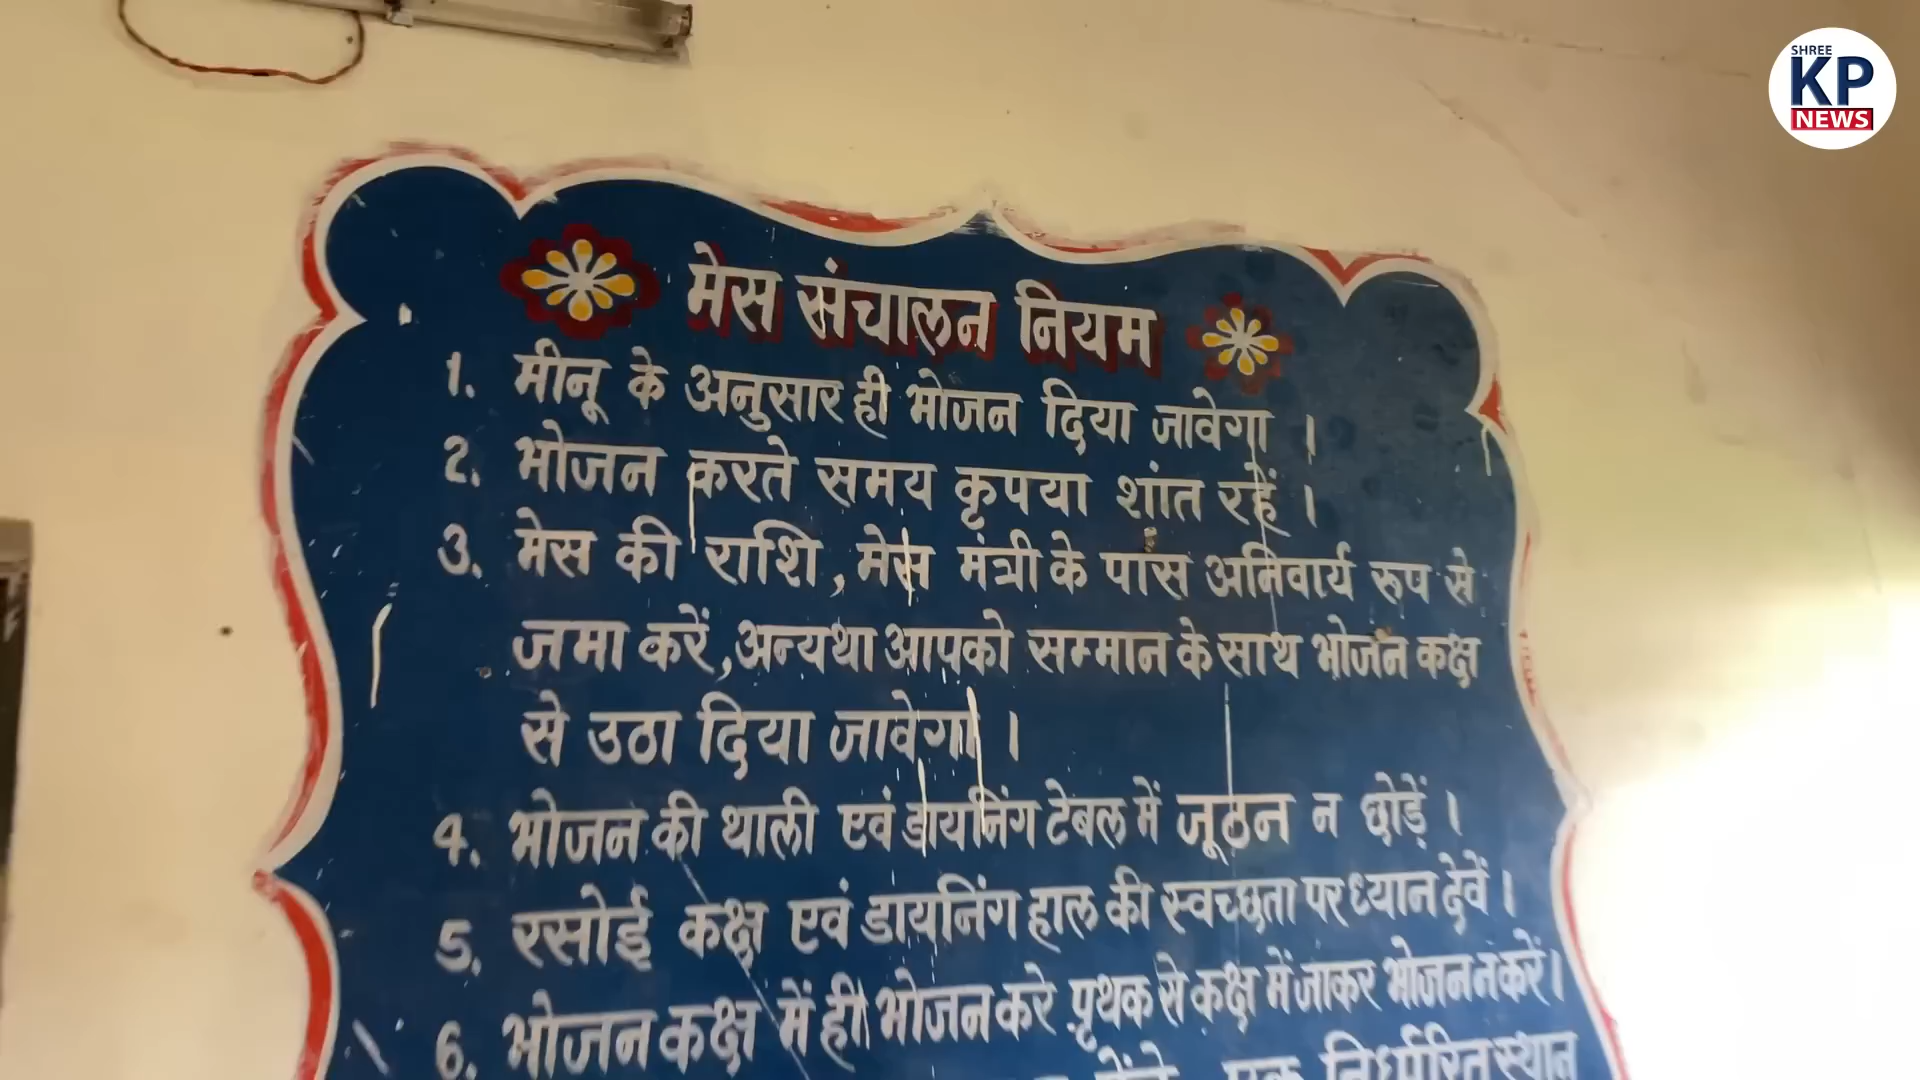 SHREE
KP
NEWS
मेस संचालन नियम
1. मीनू के अनुसार ही भोजन दिया जावेगा ।
2. भोजन करते समय कृपया शांत रहें ।
3. मेस की राशि, मेस मंत्री के पास अनिवार्य रूप से
जमा करें, अन्यथा आपको सम्मान के साथ भोजन कक्ष
से उठा दिया जावेगा ।
4. भोजन की थाली एवं डायनिंग टेबल में जूठन न छोड़ें ।
5. रसोई कक्ष एवं डायनिंग हाल की स्वच्छता पर ध्यान देवें ।
6. भोजन कक्ष में ही भोजन करे पृथक से कक्ष में जाकर भोजन न करें।
एक निर्धारित स्थान